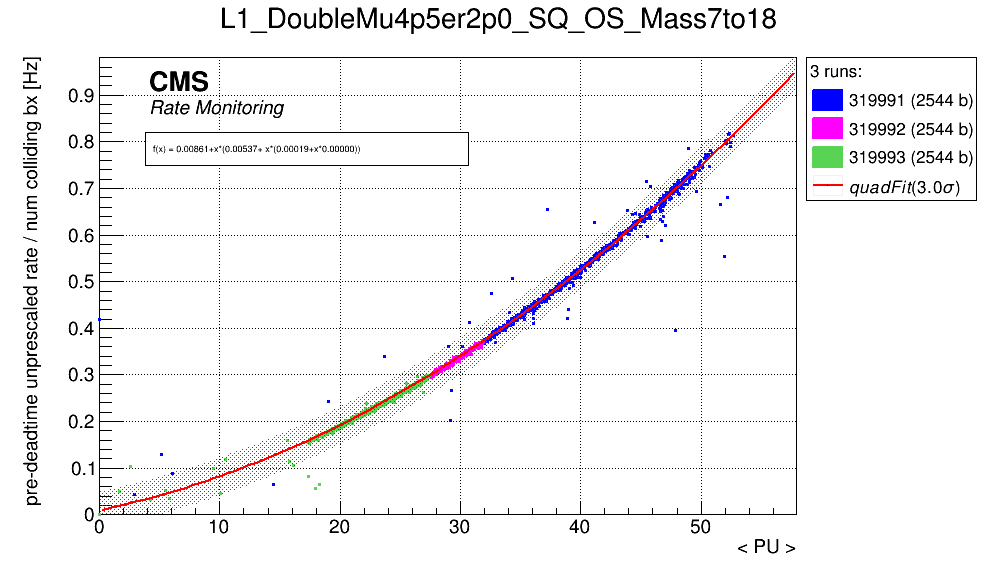 L1_DoubleMu4p5er2p0_SQ_OS_Mass7to18
pre-deadtime unprescaled rate / num colliding bx [Hz]
CMS
Rate Monitoring
f(x) = 0.00861+x*(0.00537+ x*(0.00019+x*0.00000))
3 runs:
319991 (2544 b)
319992 (2544 b)
319993 (2544 b)
quadFit(3.0σ)
0.9
0.8
0.7
0.6
0.5
0.4
0.3
0.2
0.1
0
0 10 20 30 40 50
< PU >